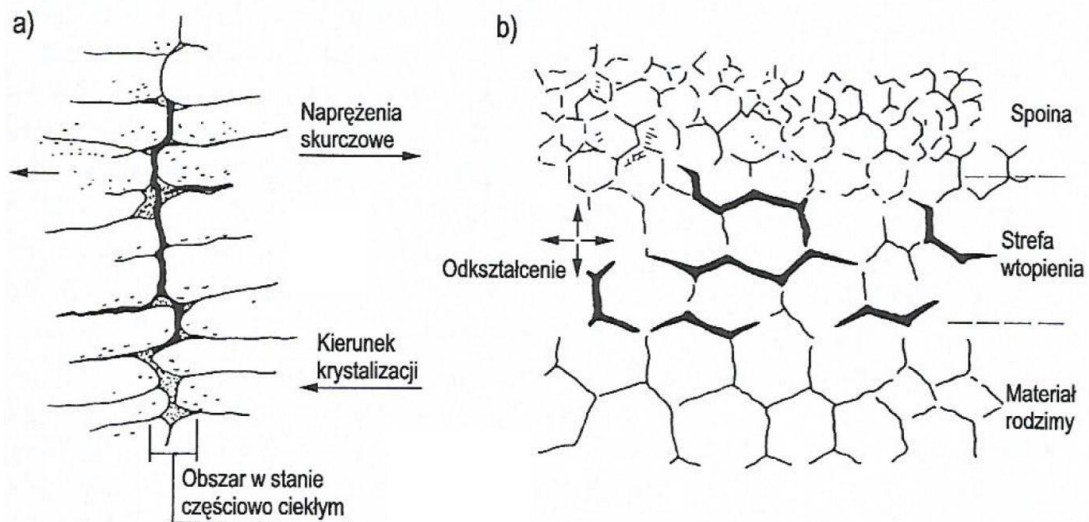 a)
Naprężenia
skurczowe
Kierunek
krystalizacji
Obszar w stanie
częściowo ciekłym
b)
Spoina
Odkształcenie
Strefa
wtopienia
Materiał
rodzimy